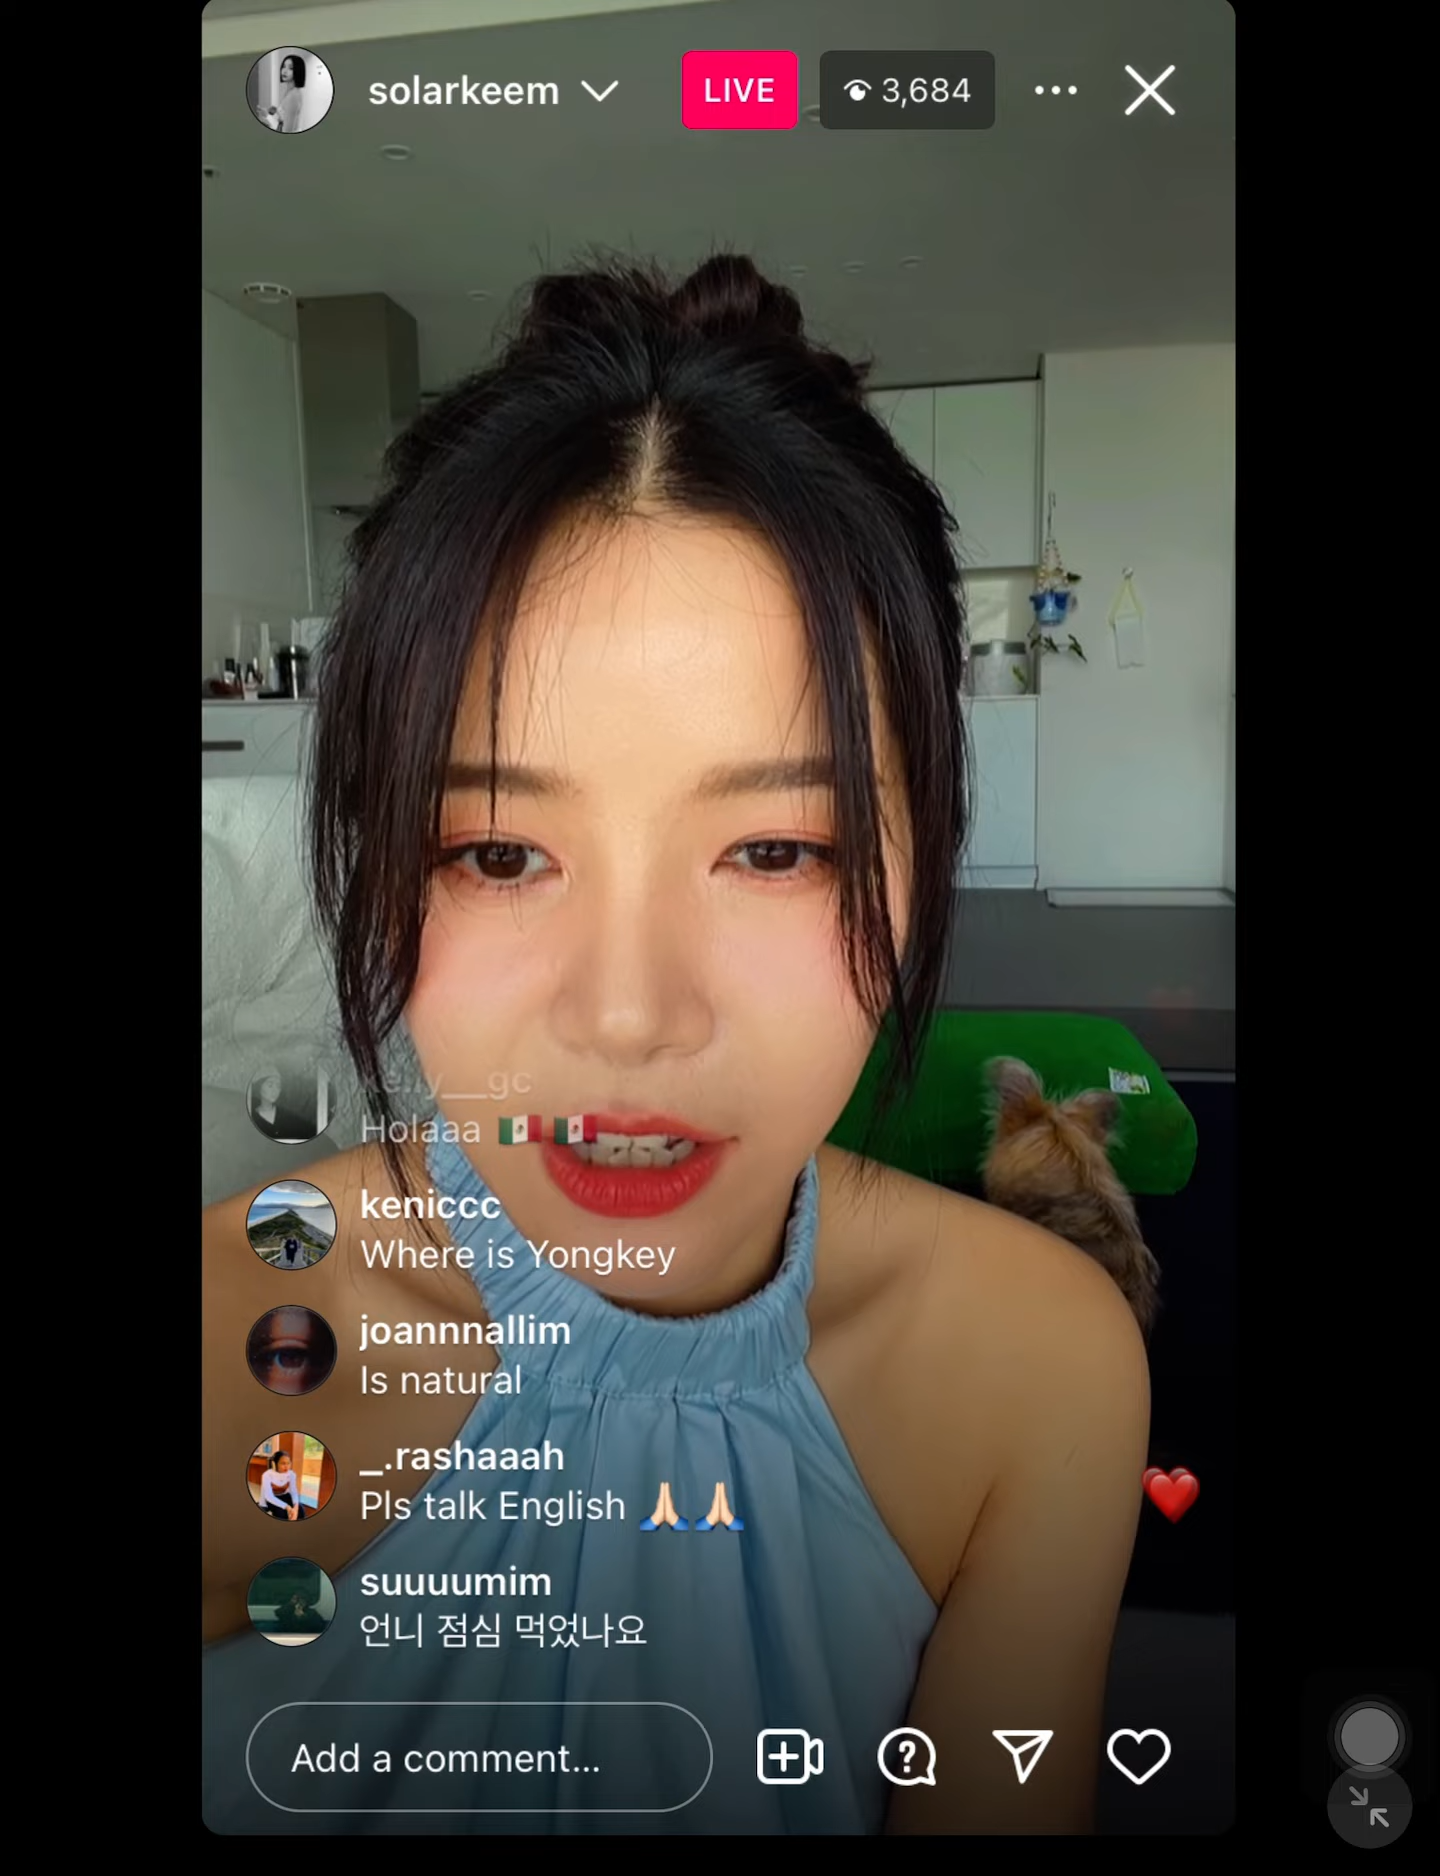 solarkeem
LIVE
3,684
kelly__gc
Holaaa 🇲🇽 🇲🇽
keniccc
Where is Yongkey
joannnallim
Is natural
_.rashaaah
Pls talk English 🙏🏻🙏🏻
suuuumim
언니 점심 먹었나요
Add a comment...